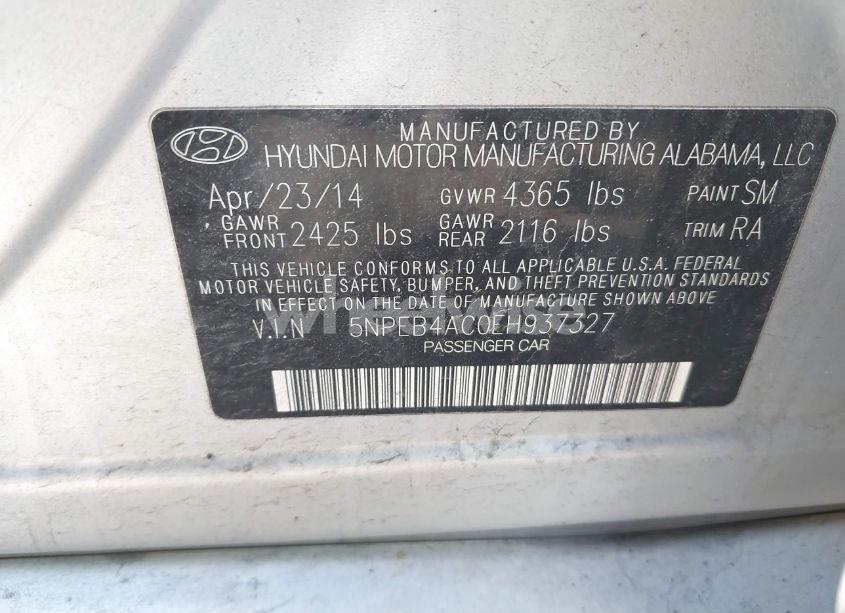 MANUFACTURED BY
HYUNDAI MOTOR MANUFACTURING ALABAMA, LLC
Apr/23/14 GVWR 4365 lbs PAINT SM
GAWR FRONT 2425 lbs GAWR REAR 2116 lbs TRIM RA
THIS VEHICLE CONFORMS TO ALL APPLICABLE U.S.A. FEDERAL
MOTOR VEHICLE SAFETY, BUMPER, AND THEFT PREVENTION STANDARDS
IN EFFECT ON THE DATE OF MANUFACTURE SHOWN ABOVE
V.I.N 5NPEB4AC0EH937327
PASSENGER CAR